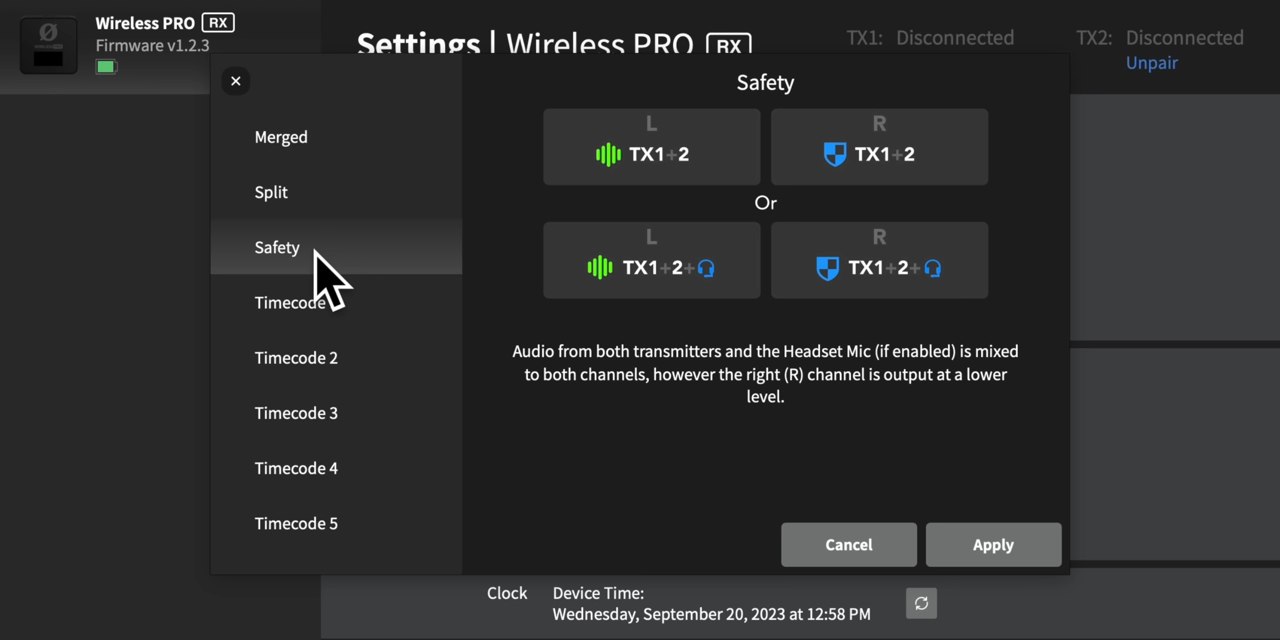 Wireless PRO RX
Firmware v1.2.3
Settings | Wireless PRO RX
TX1: Disconnected
TX2: Disconnected
Unpair
Merged
Split
Safety
Timecode
Timecode 2
Timecode 3
Timecode 4
Timecode 5
Safety
L
TX1+2
R
TX1+2
Or
L
TX1+2+
R
TX1+2+
Audio from both transmitters and the Headset Mic (if enabled) is mixed
to both channels, however the right (R) channel is output at a lower
level.
Cancel
Apply
Clock
Device Time:
Wednesday, September 20, 2023 at 12:58 PM